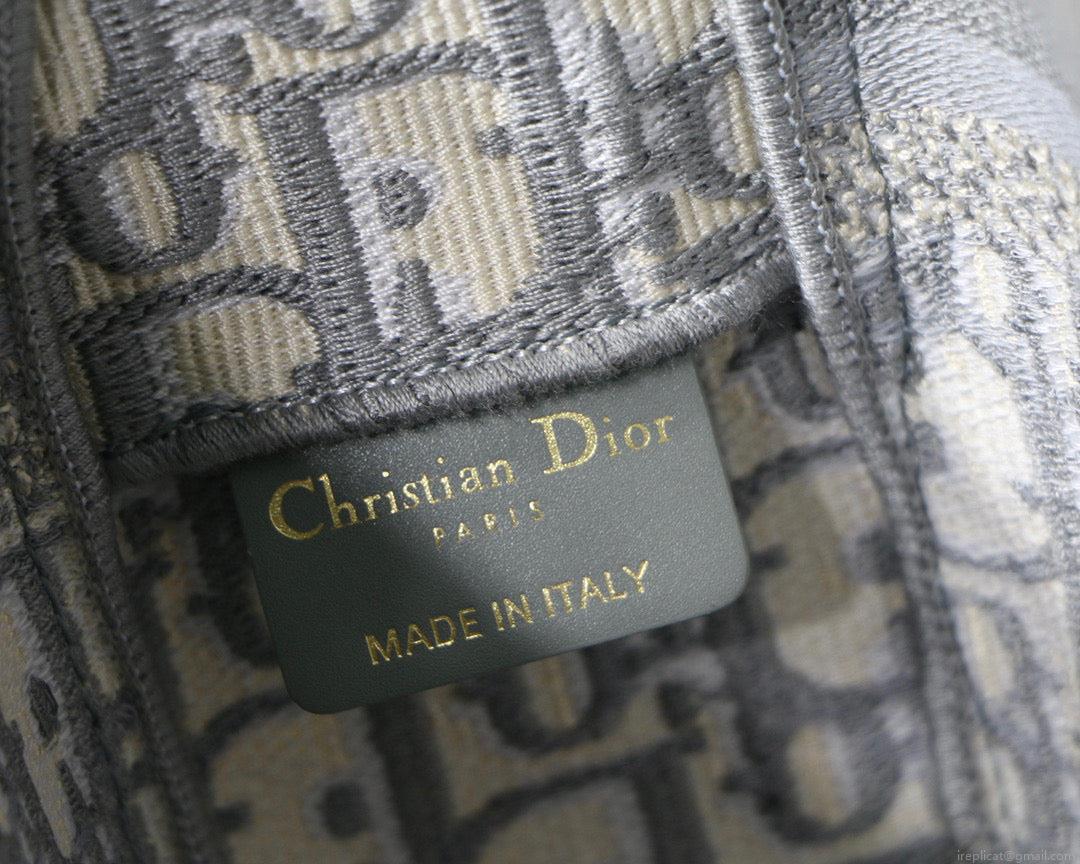 Christian Dior
PARIS
MADE IN ITALY
ireplicat@gmail.com